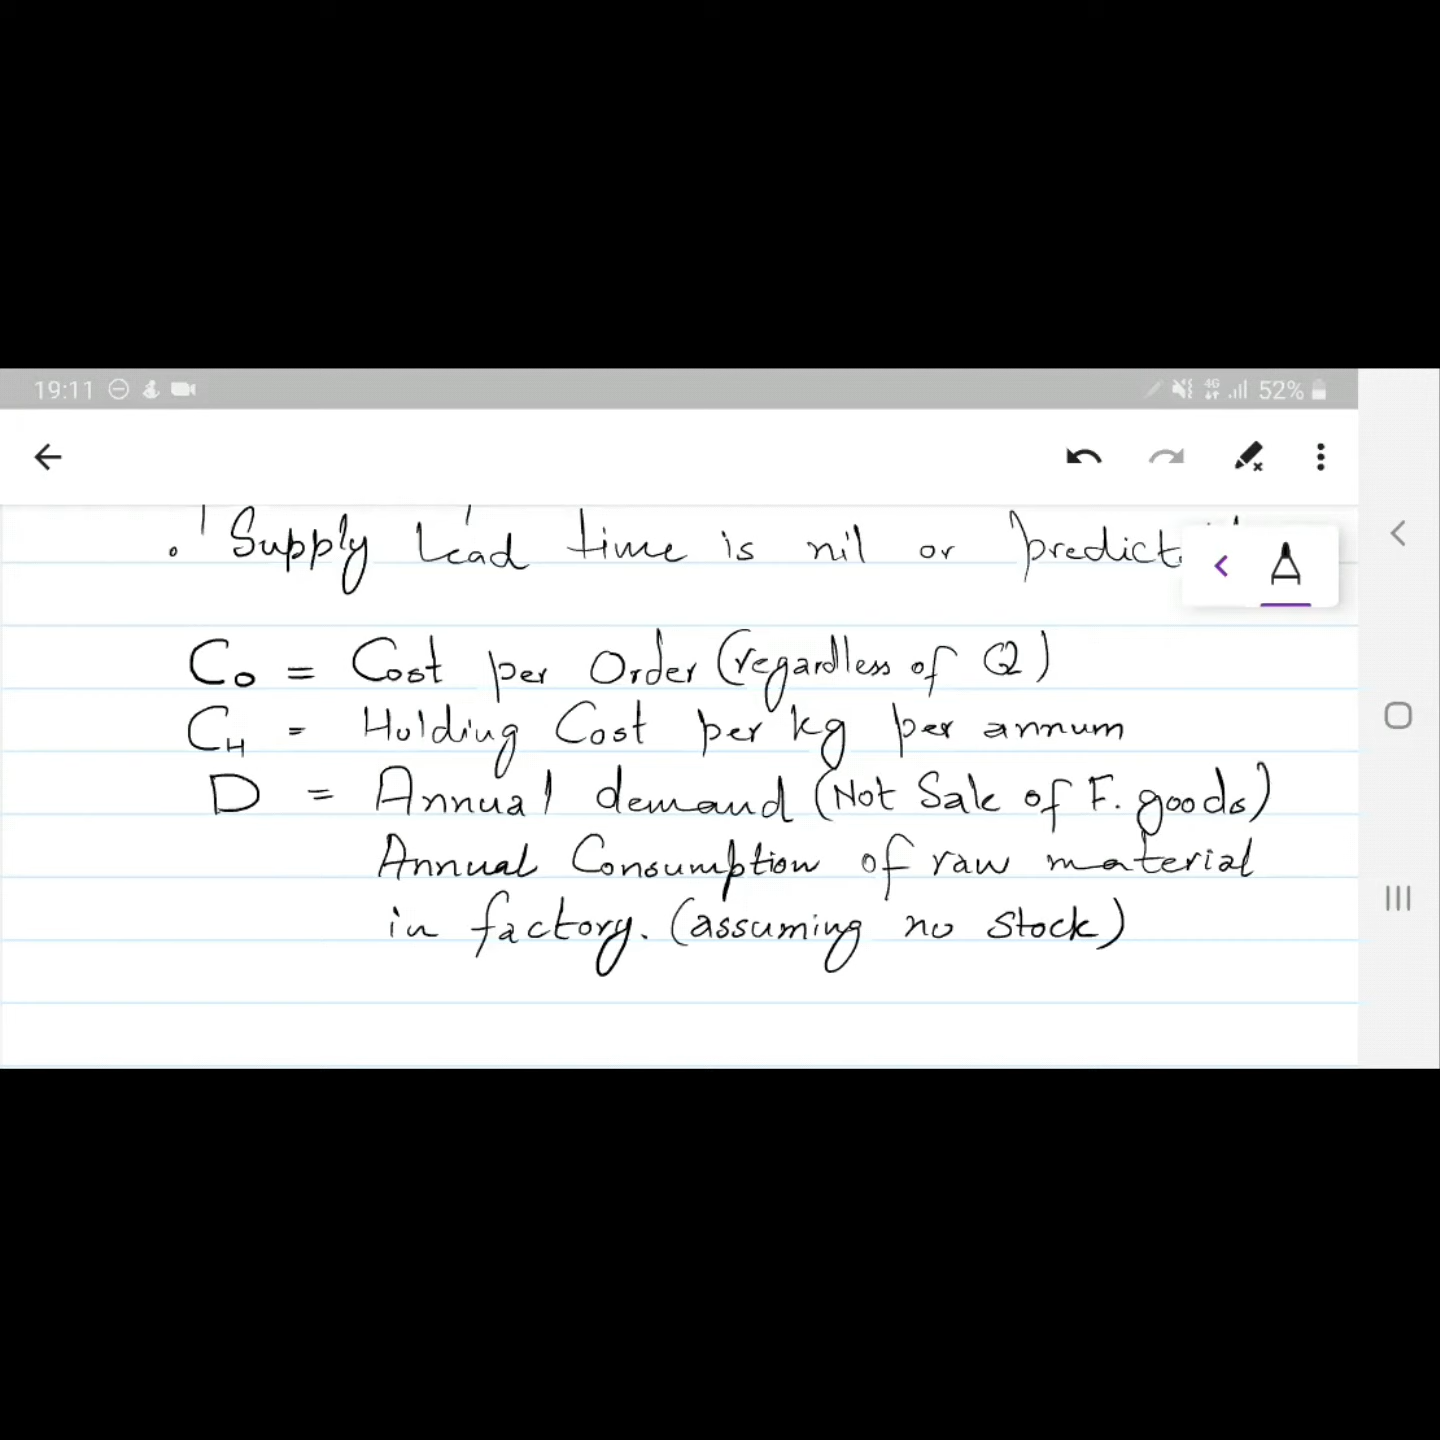 19:11 4G 52%
• Supply Lead time is nil or
Co = Cost per Order (regardless of Q)
CH = Holding Cost per kg per annum
D = Annual demand (Not Sale of F. goods)
Annual Consumption of raw material
in factory. (assuming no stock)